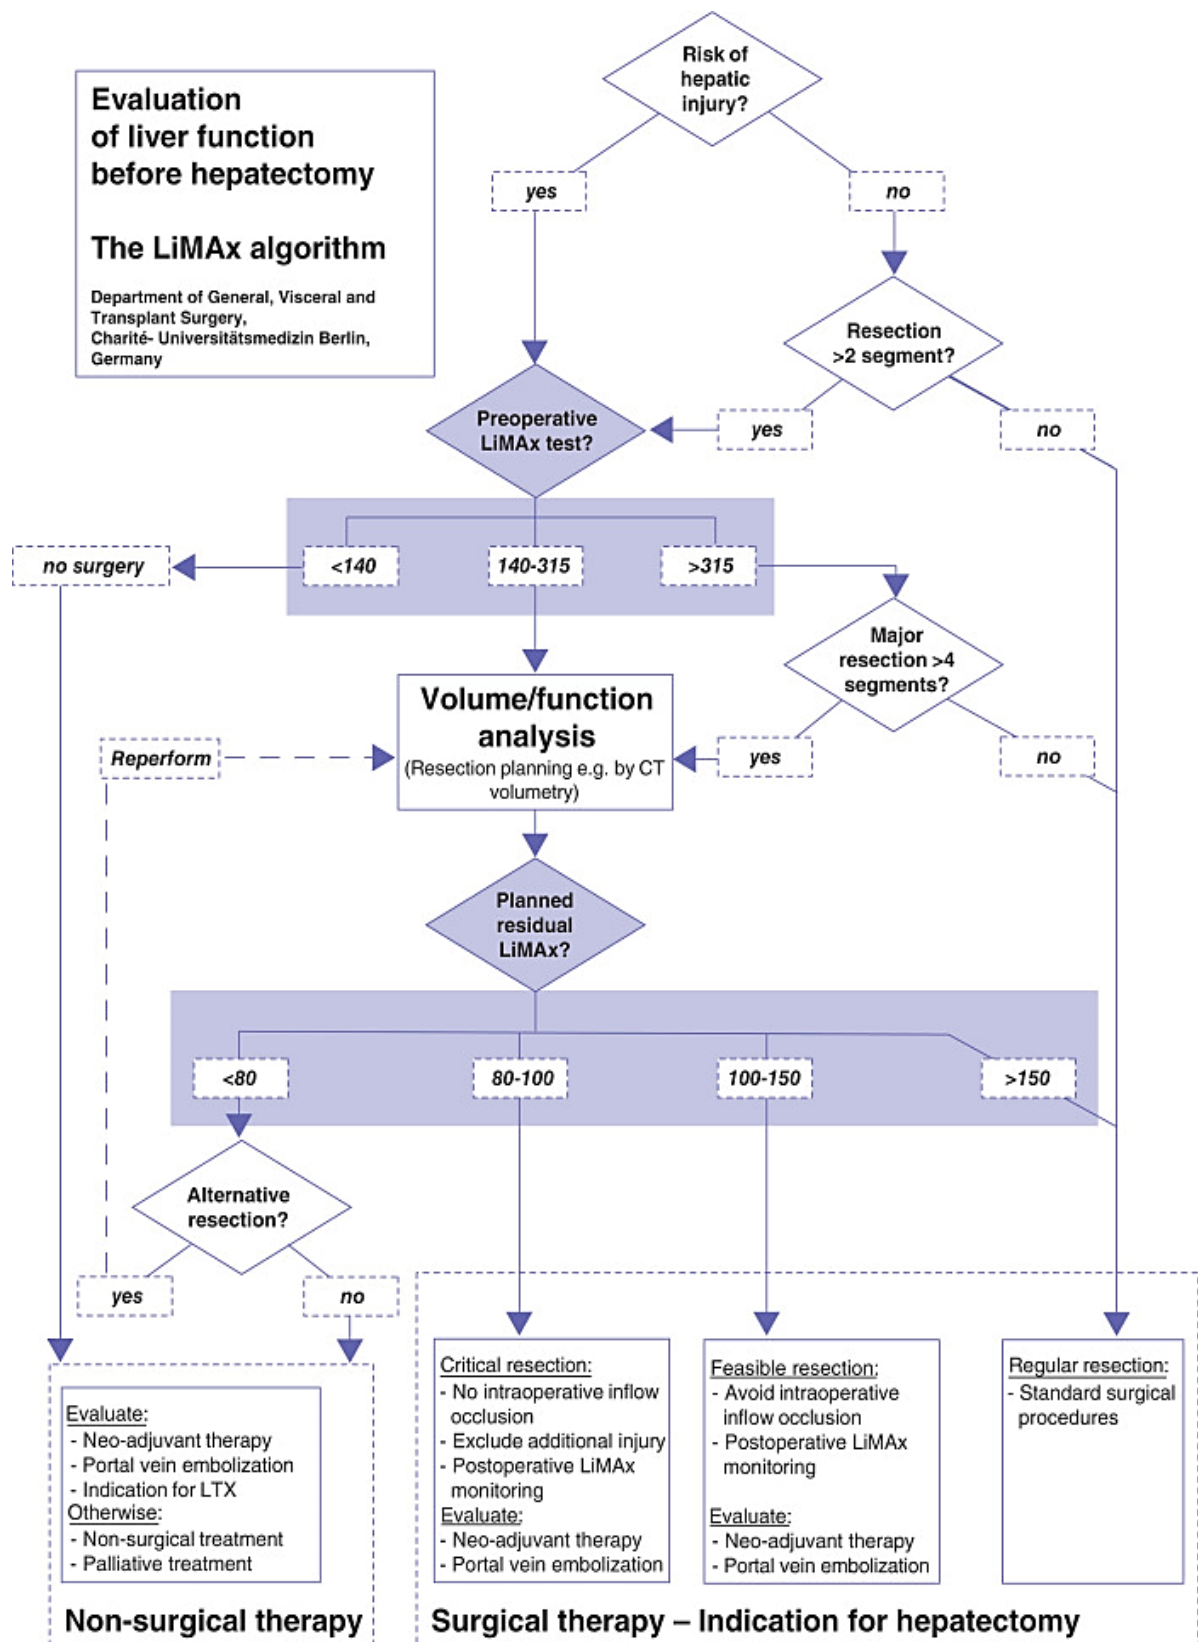 Evaluation
of liver function
before hepatectomy
The LiMAx algorithm
Department of General, Visceral and
Transplant Surgery,
Charité- Universitätsmedizin Berlin,
Germany
Risk of
hepatic
injury?
yes
no
Resection
>2 segment?
yes
no
Preoperative
LiMAx test?
no surgery
<140
140-315
>315
Major
resection >4
segments?
yes
no
Volume/function
analysis
(Resection planning e.g. by CT
volumetry)
Reperform
Planned
residual
LiMAx?
<80
80-100
100-150
>150
Alternative
resection?
yes
no
Evaluate:
- Neo-adjuvant therapy
- Portal vein embolization
- Indication for LTX
Otherwise:
- Non-surgical treatment
- Palliative treatment
Non-surgical therapy
Critical resection:
- No intraoperative inflow
occlusion
- Exclude additional injury
- Postoperative LiMAx
monitoring
Evaluate:
- Neo-adjuvant therapy
- Portal vein embolization
Feasible resection:
- Avoid intraoperative
inflow occlusion
- Postoperative LiMAx
monitoring
Evaluate:
- Neo-adjuvant therapy
- Portal vein embolization
Regular resection:
- Standard surgical
procedures
Surgical therapy – Indication for hepatectomy